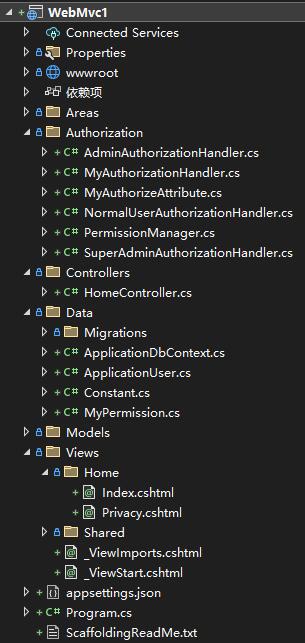 WebMvc1
Connected Services
Properties
wwwroot
依赖项
Areas
Authorization
C# AdminAuthorizationHandler.cs
C# MyAuthorizationHandler.cs
C# MyAuthorizeAttribute.cs
C# NormalUserAuthorizationHandler.cs
C# PermissionManager.cs
C# SuperAdminAuthorizationHandler.cs
Controllers
C# HomeController.cs
Data
Migrations
C# ApplicationDbContext.cs
C# ApplicationUser.cs
C# Constant.cs
C# MyPermission.cs
Models
Views
Home
Index.cshtml
Privacy.cshtml
Shared
_ViewImports.cshtml
_ViewStart.cshtml
appsettings.json
C# Program.cs
ScaffoldingReadMe.txt